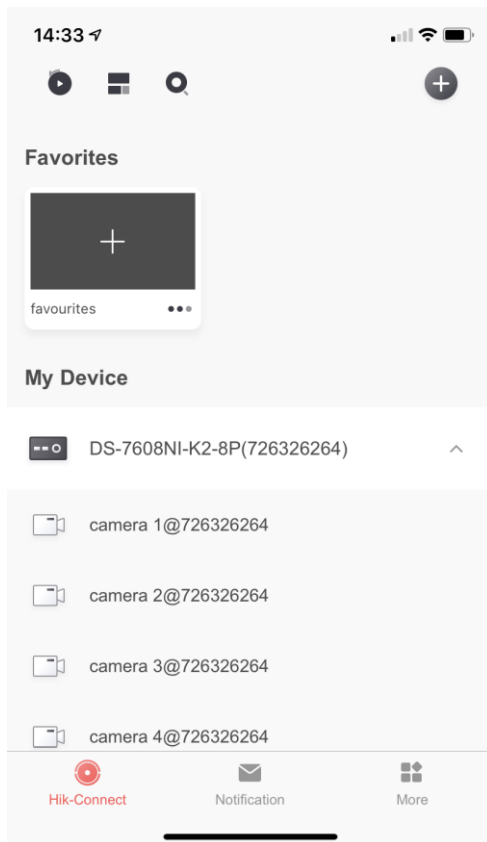 14:33
Favorites
favourites
My Device
DS-7608NI-K2-8P(726326264)
camera 1@726326264
camera 2@726326264
camera 3@726326264
camera 4@726326264
Hik-Connect
Notification
More